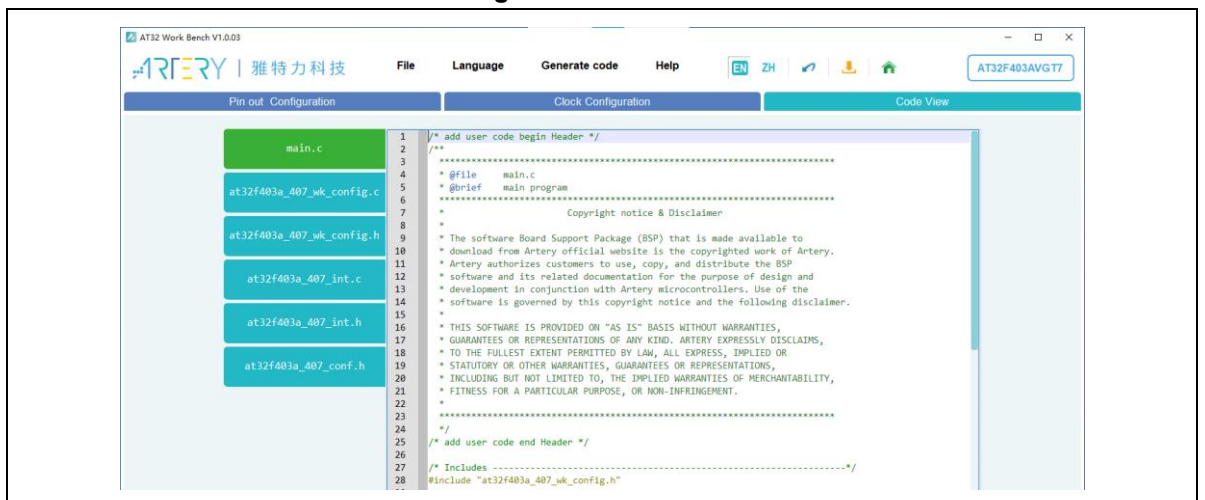 AT32 Work Bench V1.0.03
ARTERY | 雅特力科技 File Language Generate code Help EN ZH AT32F403AVGT7
Pin out Configuration Clock Configuration Code View
main.c
at32f403a_407_wk_config.c
at32f403a_407_wk_config.h
at32f403a_407_int.c
at32f403a_407_int.h
at32f403a_407_conf.h
1 /* add user code begin Header */
2 /**
3 **************************************************************************
4 * @file main.c
5 * @brief main program
6 **************************************************************************
7 * Copyright notice & Disclaimer
8 *
9 * The software Board Support Package (BSP) that is made available to
10 * download from Artery official website is the copyrighted work of Artery.
11 * Artery authorizes customers to use, copy, and distribute the BSP
12 * software and its related documentation for the purpose of design and
13 * development in conjunction with Artery microcontrollers. Use of the
14 * software is governed by this copyright notice and the following disclaimer.
15 *
16 * THIS SOFTWARE IS PROVIDED ON "AS IS" BASIS WITHOUT WARRANTIES,
17 * GUARANTEES OR REPRESENTATIONS OF ANY KIND. ARTERY EXPRESSLY DISCLAIMS,
18 * TO THE FULLEST EXTENT PERMITTED BY LAW, ALL EXPRESS, IMPLIED OR
19 * STATUTORY OR OTHER WARRANTIES, GUARANTEES OR REPRESENTATIONS,
20 * INCLUDING BUT NOT LIMITED TO, THE IMPLIED WARRANTIES OF MERCHANTABILITY,
21 * FITNESS FOR A PARTICULAR PURPOSE, OR NON-INFRINGEMENT.
22 *
23 **************************************************************************
24 */
25 /* add user code end Header */
26
27 /* Includes ------------------------------------------------------------------*/
28 #include "at32f403a_407_wk_config.h"